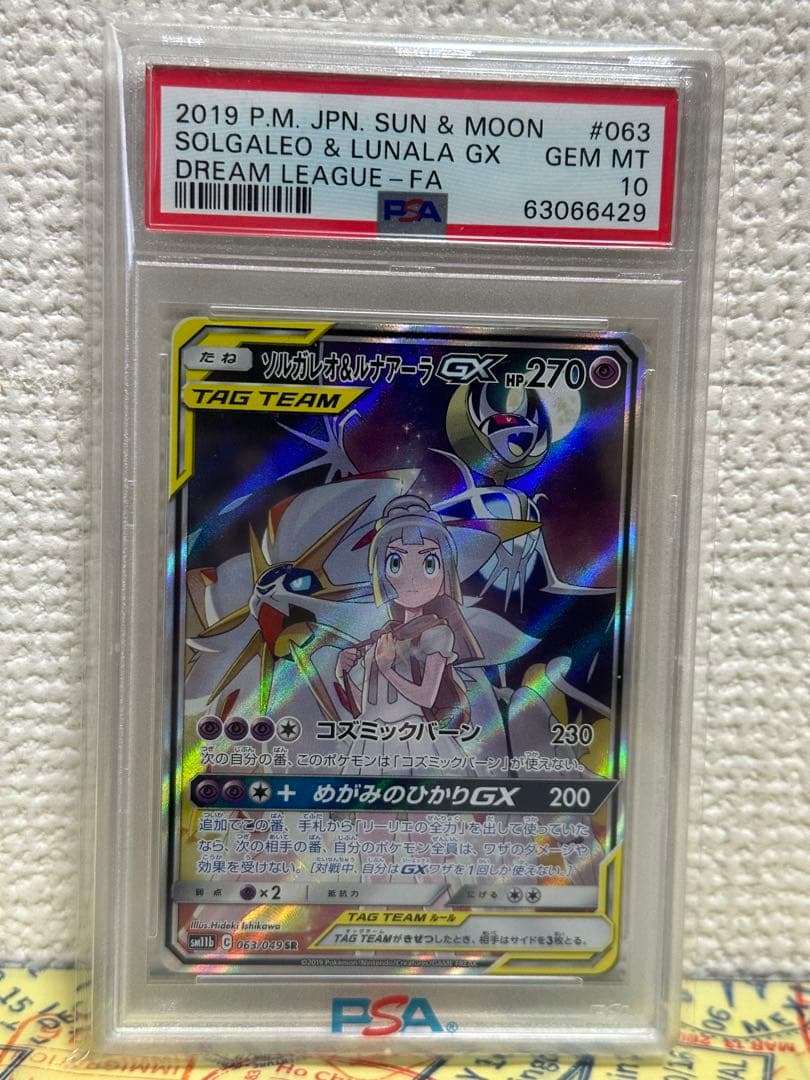 2019 P.M. JPN. SUN & MOON #063
SOLGALEO & LUNALA GX GEM MT
DREAM LEAGUE-FA 10
PSA 63066429
たね ソルガレオ&ルナアーラGX HP270
TAG TEAM
コズミックバーン 230
次の自分の番、このポケモンは「コズミックバーン」が使えない。
+ めがみのひかりGX 200
追加でこの番、手札から「リーリエの全力」を出して使っていた
なら、次の相手の番、自分のポケモン全員は、ワザのダメージや
効果を受けない。[対戦中、自分はGXワザを1回しか使えない。]
弱点 ×2 抵抗力 にげる
Illus.Hideki Ishikawa
TAG TEAM ルール
sm11b C 063/049 SR
TAG TEAMがきぜつしたとき、相手はサイドを3枚とる。
©2019 Pokémon/Nintendo/Creatures/GAME FREAK.
PSA®